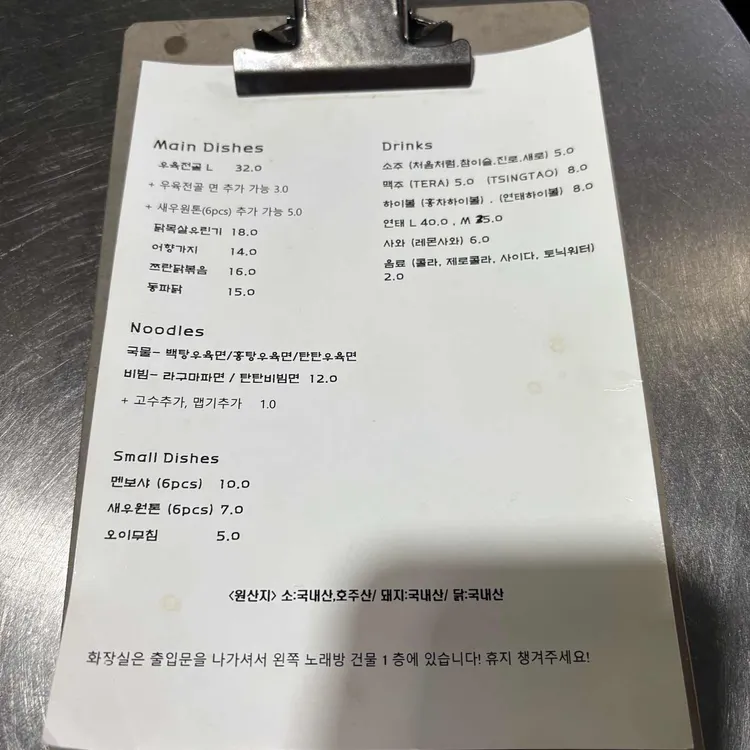 Main Dishes
우육전골 L 32.0
+ 우육전골 면 추가 가능 3.0
+ 새우원톤(6pcs) 추가 가능 5.0
닭목살유린기 18.0
어향가지 14.0
쯔란닭볶음 16.0
동파닭 15.0
Noodles
국물- 백탕우육면/홍탕우육면/탄탄우육면
비빔- 라구마파면 / 탄탄비빔면 12.0
+ 고수추가, 맵기추가 1.0
Small Dishes
멘보샤 (6pcs) 10.0
새우원톤 (6pcs) 7.0
오이무침 5.0
Drinks
소주 (처음처럼.참이슬.진로.새로) 5.0
맥주 (TERA) 5.0 (TSINGTAO) 8.0
하이볼 (홍차하이볼) . (연태하이볼) 8.0
연태 L 40.0 , M 25.0
사와 (레몬사와) 6.0
음료 (콜라, 제로콜라, 사이다, 토닉워터)
2.0
<원산지> 소:국내산,호주산/ 돼지:국내산/ 닭:국내산
화장실은 출입문을 나가셔서 왼쪽 노래방 건물 1 층에 있습니다! 휴지 챙겨주세요!